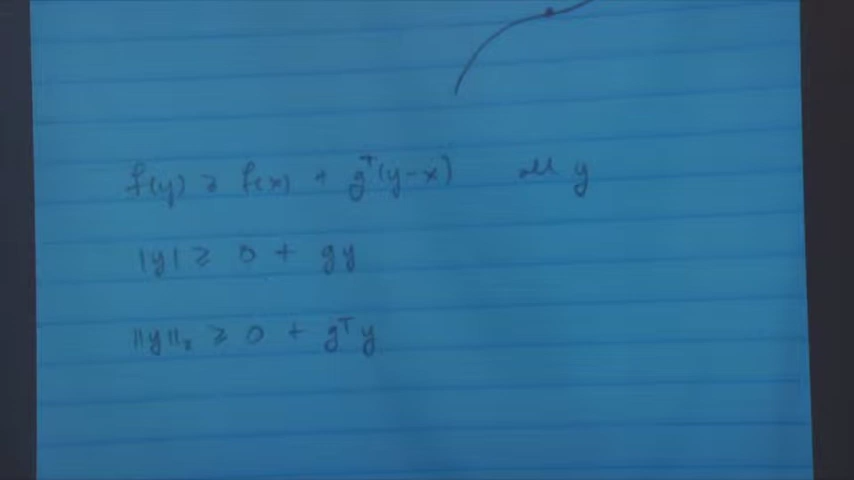 f(y) ≥ f(x) + gᵀ(y-x) all y
|y| ≥ 0 + gy
||y||₂ ≥ 0 + gᵀy